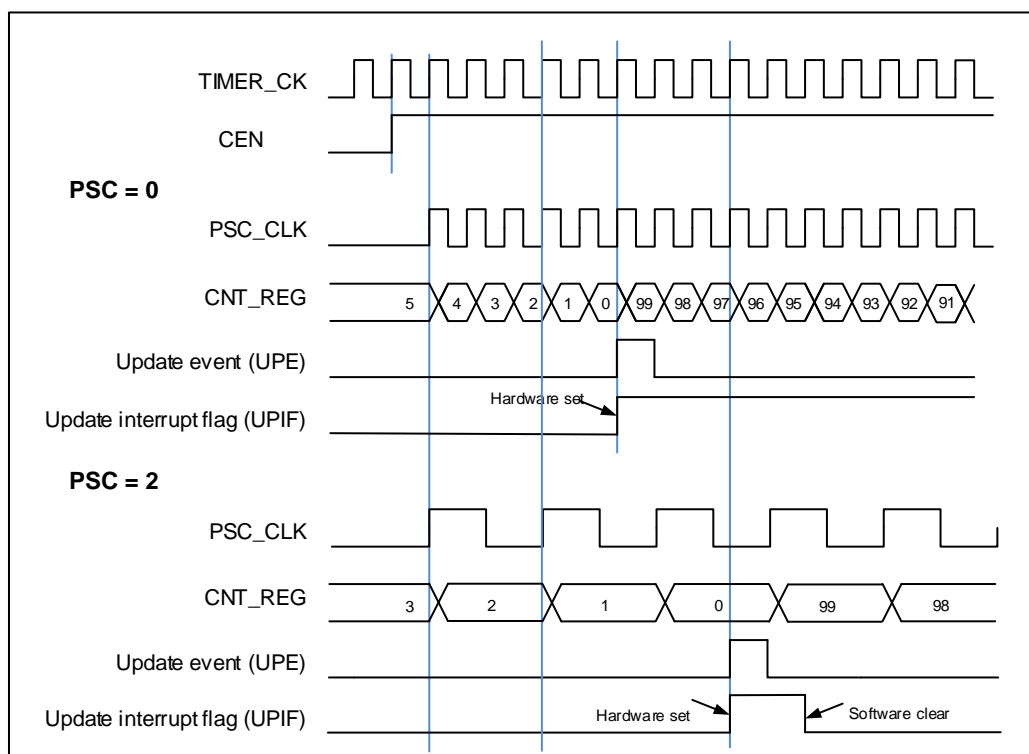 TIMER_CK
CEN
PSC = 0
PSC_CLK
CNT_REG 5 4 3 2 1 0 99 98 97 96 95 94 93 92 91
Update event (UPE)
Hardware set
Update interrupt flag (UPIF)
PSC = 2
PSC_CLK
CNT_REG 3 2 1 0 99 98
Update event (UPE)
Update interrupt flag (UPIF) Hardware set Software clear